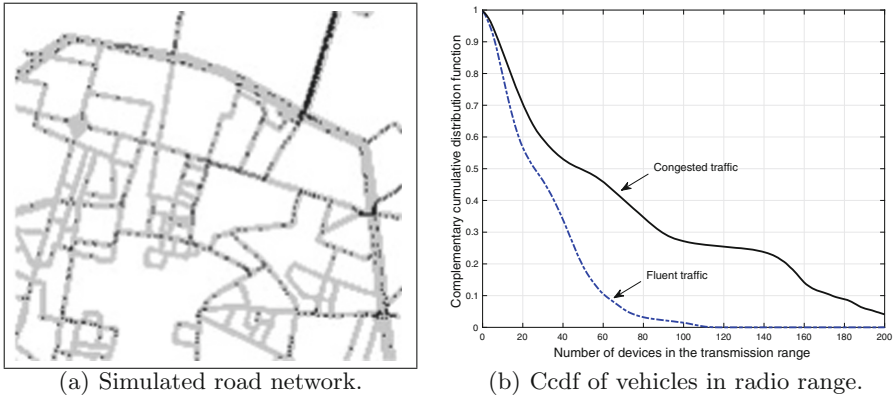 1
0.9
0.8
0.7
0.6
0.5
0.4
0.3
0.2
0.1
0
Complementary cumulative distribution function
Congested traffic
Fluent traffic
0 20 40 60 80 100 120 140 160 180 200
Number of devices in the transmission range
(a) Simulated road network.
(b) Ccdf of vehicles in radio range.